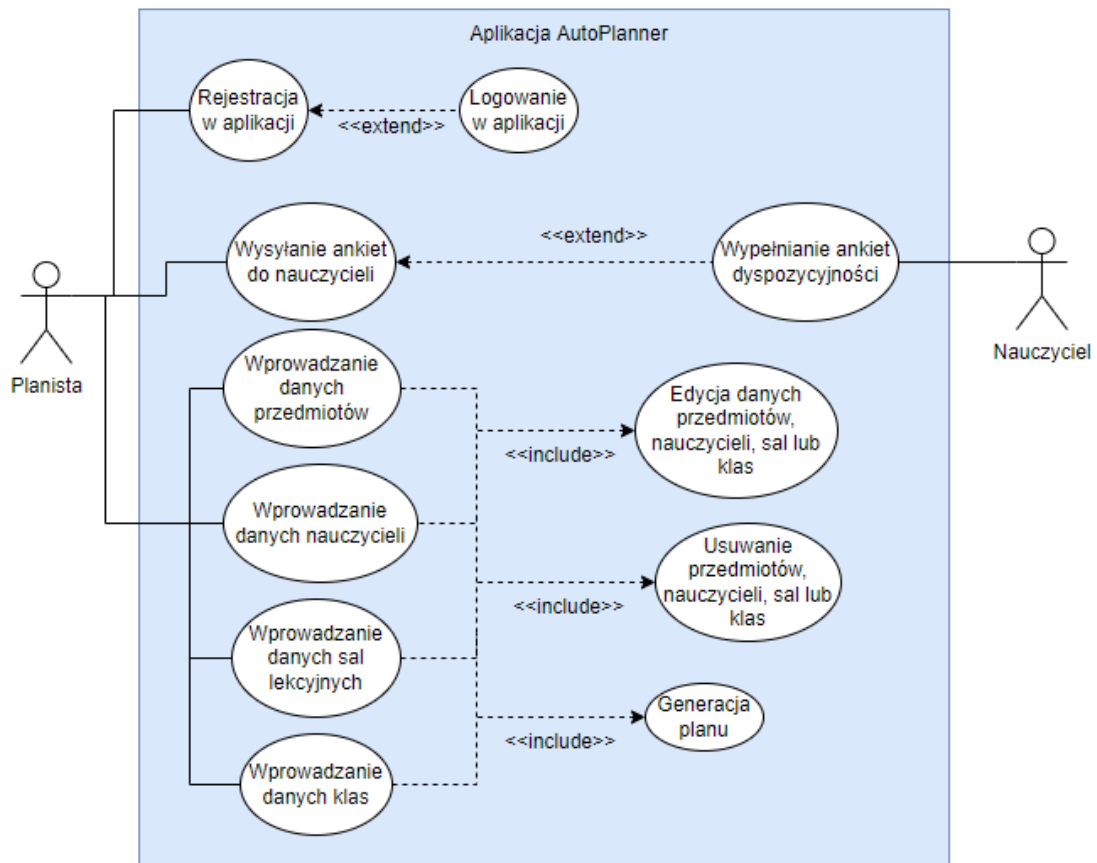 Aplikacja AutoPlanner
Rejestracja
w aplikacji
<<extend>>
Logowanie
w aplikacji
Wysyłanie ankiet
do nauczycieli
<<extend>>
Wypełnianie ankiet
dyspozycyjności
Planista
Nauczyciel
Wprowadzanie
danych
przedmiotów
<<include>>
Edycja danych
przedmiotów,
nauczycieli, sal lub
klas
Wprowadzanie
danych nauczycieli
<<include>>
Usuwanie
przedmiotów,
nauczycieli, sal lub
klas
Wprowadzanie
danych sal
lekcyjnych
<<include>>
Generacja
planu
Wprowadzanie
danych klas